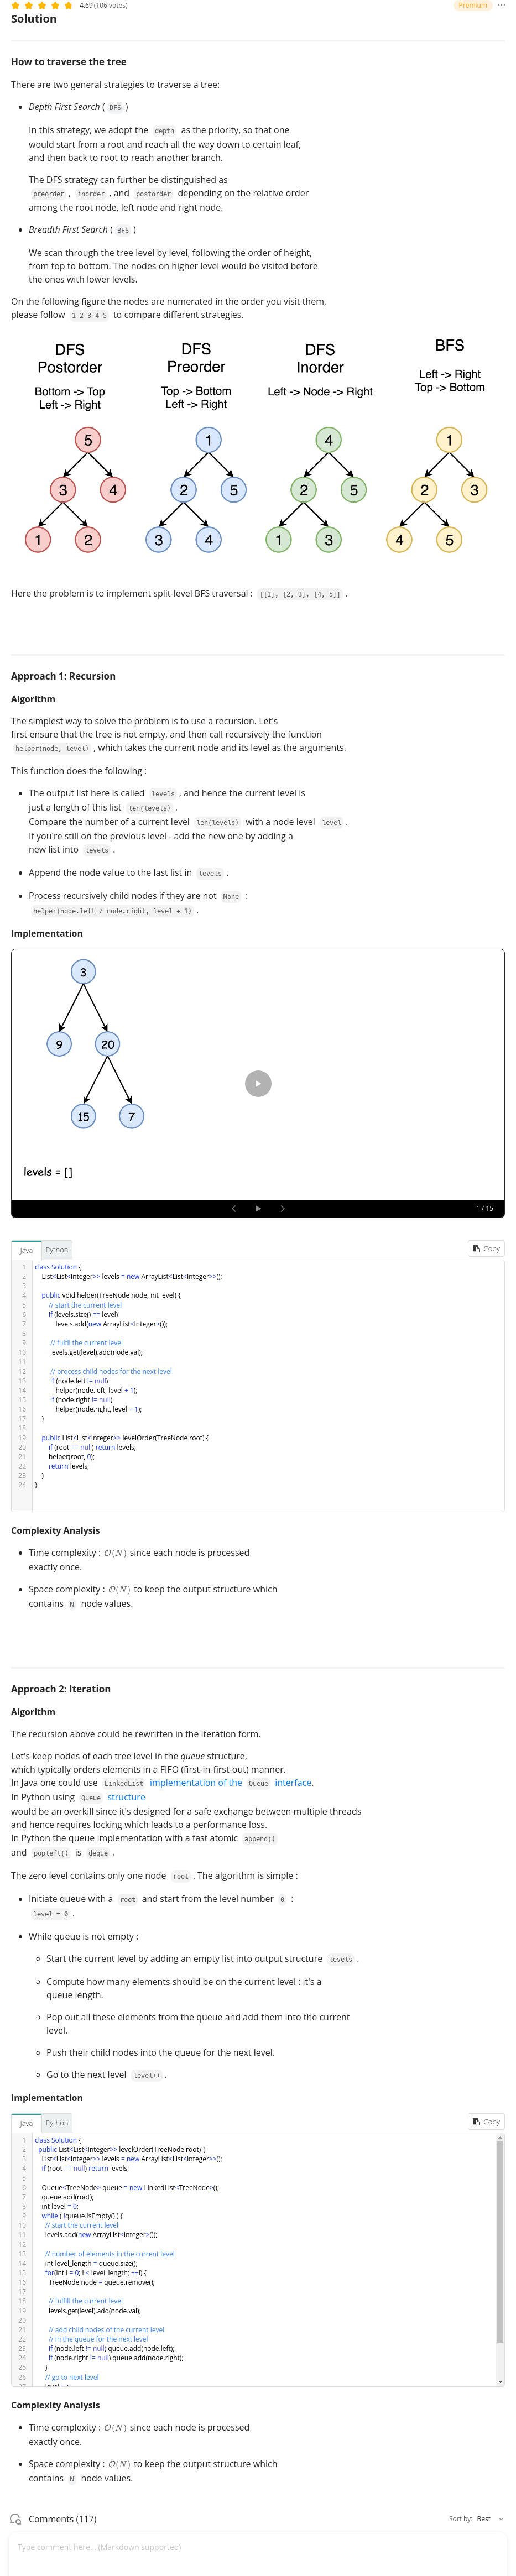 4.69 (106 votes)
Premium
Solution
How to traverse the tree
There are two general strategies to traverse a tree:
Depth First Search ( DFS )
In this strategy, we adopt the depth as the priority, so that one
would start from a root and reach all the way down to certain leaf,
and then back to root to reach another branch.
The DFS strategy can further be distinguished as
preorder , inorder , and postorder depending on the relative order
among the root node, left node and right node.
Breadth First Search ( BFS )
We scan through the tree level by level, following the order of height,
from top to bottom. The nodes on higher level would be visited before
the ones with lower levels.
On the following figure the nodes are numerated in the order you visit them,
please follow 1-2-3-4-5 to compare different strategies.
DFS
Postorder
Bottom -> Top
Left -> Right
5
3 4
1 2
DFS
Preorder
Top -> Bottom
Left -> Right
1
2 5
3 4
DFS
Inorder
Left -> Node -> Right
4
2 5
1 3
BFS
Left -> Right
Top -> Bottom
1
2 3
4 5
Here the problem is to implement split-level BFS traversal : [[1], [2, 3], [4, 5]] .
Approach 1: Recursion
Algorithm
The simplest way to solve the problem is to use a recursion. Let's
first ensure that the tree is not empty, and then call recursively the function
helper(node, level) , which takes the current node and its level as the arguments.
This function does the following :
The output list here is called levels , and hence the current level is
just a length of this list len(levels) .
Compare the number of a current level len(levels) with a node level level .
If you're still on the previous level - add the new one by adding a
new list into levels .
Append the node value to the last list in levels .
Process recursively child nodes if they are not None :
helper(node.left / node.right, level + 1) .
Implementation
3
9 20
15 7
levels = []
1 / 15
Java Python
Copy
1 class Solution {
2 List<List<Integer>> levels = new ArrayList<List<Integer>>();
3
4 public void helper(TreeNode node, int level) {
5 // start the current level
6 if (levels.size() == level)
7 levels.add(new ArrayList<Integer>());
8
9 // fulfil the current level
10 levels.get(level).add(node.val);
11
12 // process child nodes for the next level
13 if (node.left != null)
14 helper(node.left, level + 1);
15 if (node.right != null)
16 helper(node.right, level + 1);
17 }
18
19 public List<List<Integer>> levelOrder(TreeNode root) {
20 if (root == null) return levels;
21 helper(root, 0);
22 return levels;
23 }
24 }
Complexity Analysis
Time complexity : O(N) since each node is processed
exactly once.
Space complexity : O(N) to keep the output structure which
contains N node values.
Approach 2: Iteration
Algorithm
The recursion above could be rewritten in the iteration form.
Let's keep nodes of each tree level in the queue structure,
which typically orders elements in a FIFO (first-in-first-out) manner.
In Java one could use LinkedList implementation of the Queue interface.
In Python using Queue structure
would be an overkill since it's designed for a safe exchange between multiple threads
and hence requires locking which leads to a performance loss.
In Python the queue implementation with a fast atomic append()
and popleft() is deque .
The zero level contains only one node root . The algorithm is simple :
Initiate queue with a root and start from the level number 0 :
level = 0 .
While queue is not empty :
Start the current level by adding an empty list into output structure levels .
Compute how many elements should be on the current level : it's a
queue length.
Pop out all these elements from the queue and add them into the current
level.
Push their child nodes into the queue for the next level.
Go to the next level level++ .
Implementation
Java Python
Copy
1 class Solution {
2 public List<List<Integer>> levelOrder(TreeNode root) {
3 List<List<Integer>> levels = new ArrayList<List<Integer>>();
4 if (root == null) return levels;
5
6 Queue<TreeNode> queue = new LinkedList<TreeNode>();
7 queue.add(root);
8 int level = 0;
9 while ( !queue.isEmpty() ) {
10 // start the current level
11 levels.add(new ArrayList<Integer>());
12
13 // number of elements in the current level
14 int level_length = queue.size();
15 for(int i = 0; i < level_length; ++i) {
16 TreeNode node = queue.remove();
17
18 // fulfill the current level
19 levels.get(level).add(node.val);
20
21 // add child nodes of the current level
22 // in the queue for the next level
23 if (node.left != null) queue.add(node.left);
24 if (node.right != null) queue.add(node.right);
25 }
26 // go to next level
Complexity Analysis
Time complexity : O(N) since each node is processed
exactly once.
Space complexity : O(N) to keep the output structure which
contains N node values.
Comments (117)
Sort by: Best
Type comment here... (Markdown supported)